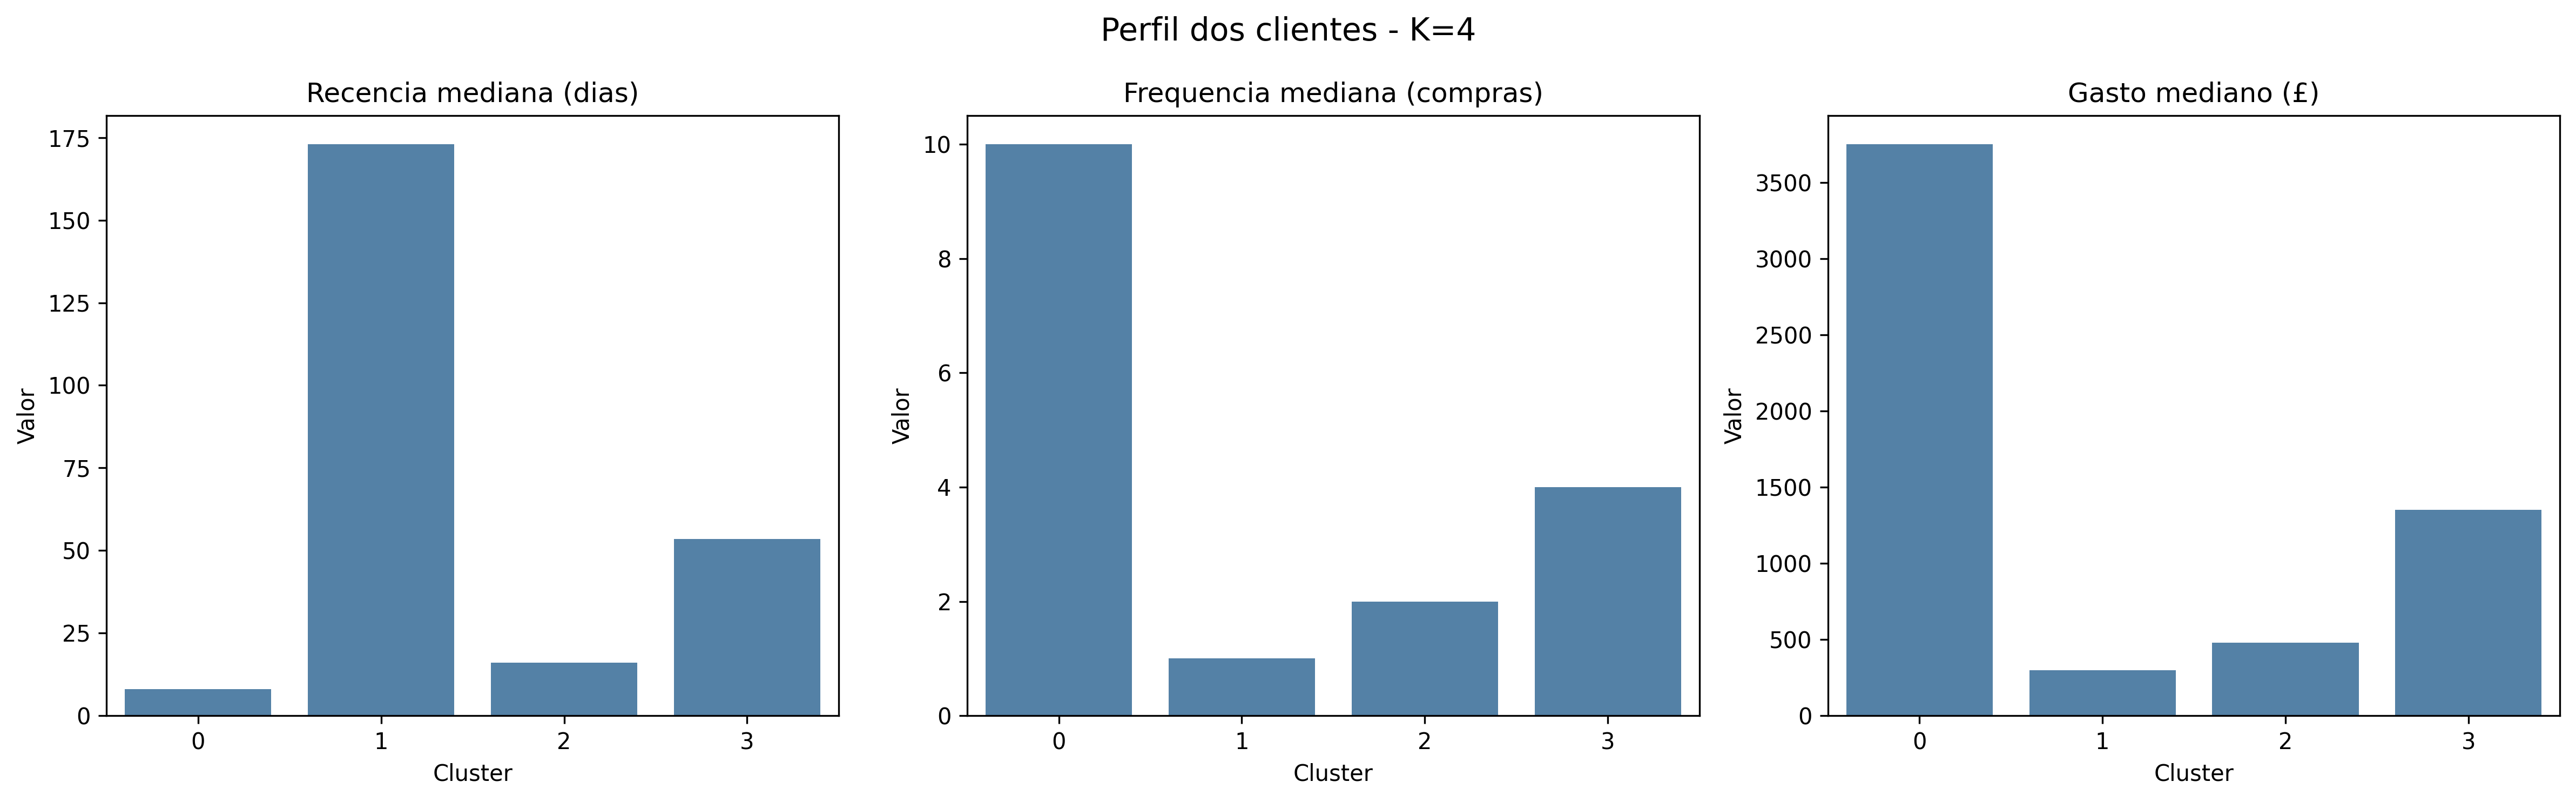 Perfil dos clientes - K=4
Recencia mediana (dias)
Valor
175
150
125
100
75
50
25
0
0 1 2 3
Cluster
Frequencia mediana (compras)
Valor
10
8
6
4
2
0
0 1 2 3
Cluster
Gasto mediano (£)
Valor
3500
3000
2500
2000
1500
1000
500
0
0 1 2 3
Cluster